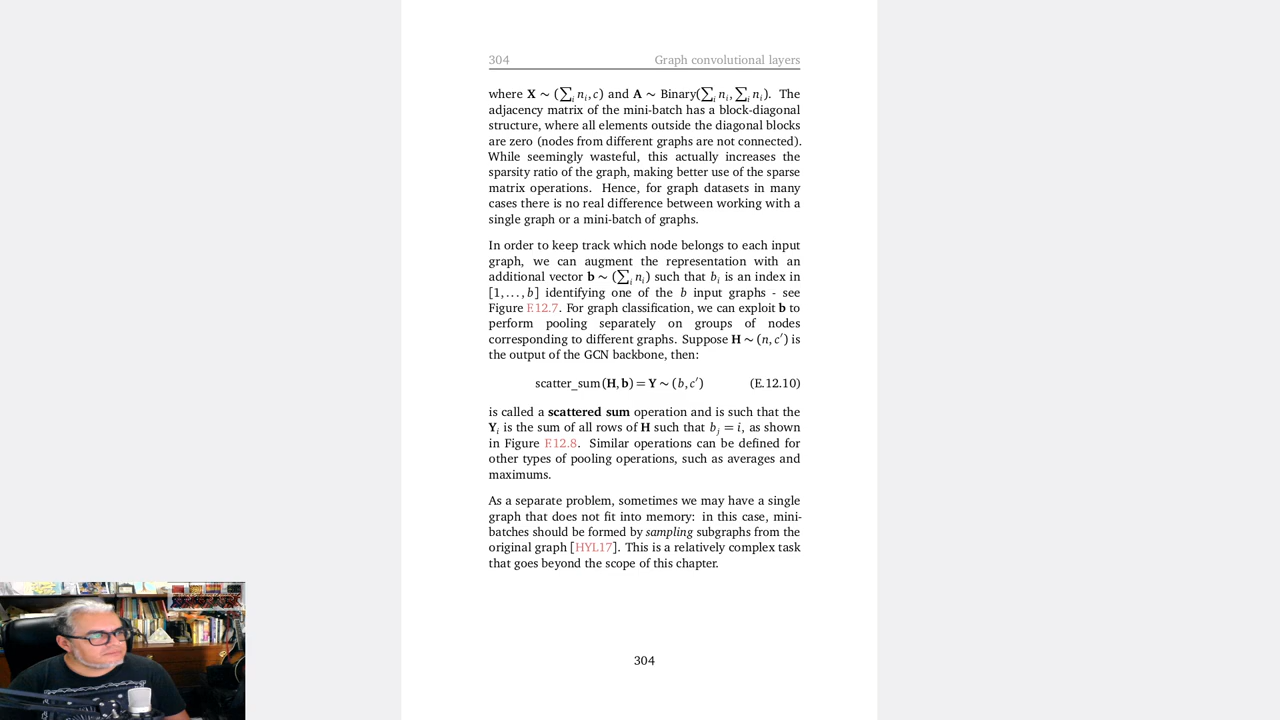 304 Graph convolutional layers
where X ∼ (∑ᵢ nᵢ, c) and A ∼ Binary(∑ᵢ nᵢ, ∑ᵢ nᵢ). The
adjacency matrix of the mini-batch has a block-diagonal
structure, where all elements outside the diagonal blocks
are zero (nodes from different graphs are not connected).
While seemingly wasteful, this actually increases the
sparsity ratio of the graph, making better use of the sparse
matrix operations. Hence, for graph datasets in many
cases there is no real difference between working with a
single graph or a mini-batch of graphs.
In order to keep track which node belongs to each input
graph, we can augment the representation with an
additional vector b ∼ (∑ᵢ nᵢ) such that bᵢ is an index in
[1,...,b] identifying one of the b input graphs - see
Figure F.12.7. For graph classification, we can exploit b to
perform pooling separately on groups of nodes
corresponding to different graphs. Suppose H ∼ (n, c′) is
the output of the GCN backbone, then:
scatter_sum(H, b) = Y ∼ (b, c′) (E.12.10)
is called a scattered sum operation and is such that the
Yᵢ is the sum of all rows of H such that bⱼ = i, as shown
in Figure F.12.8. Similar operations can be defined for
other types of pooling operations, such as averages and
maximums.
As a separate problem, sometimes we may have a single
graph that does not fit into memory: in this case, mini-
batches should be formed by sampling subgraphs from the
original graph [HYL17]. This is a relatively complex task
that goes beyond the scope of this chapter.
304